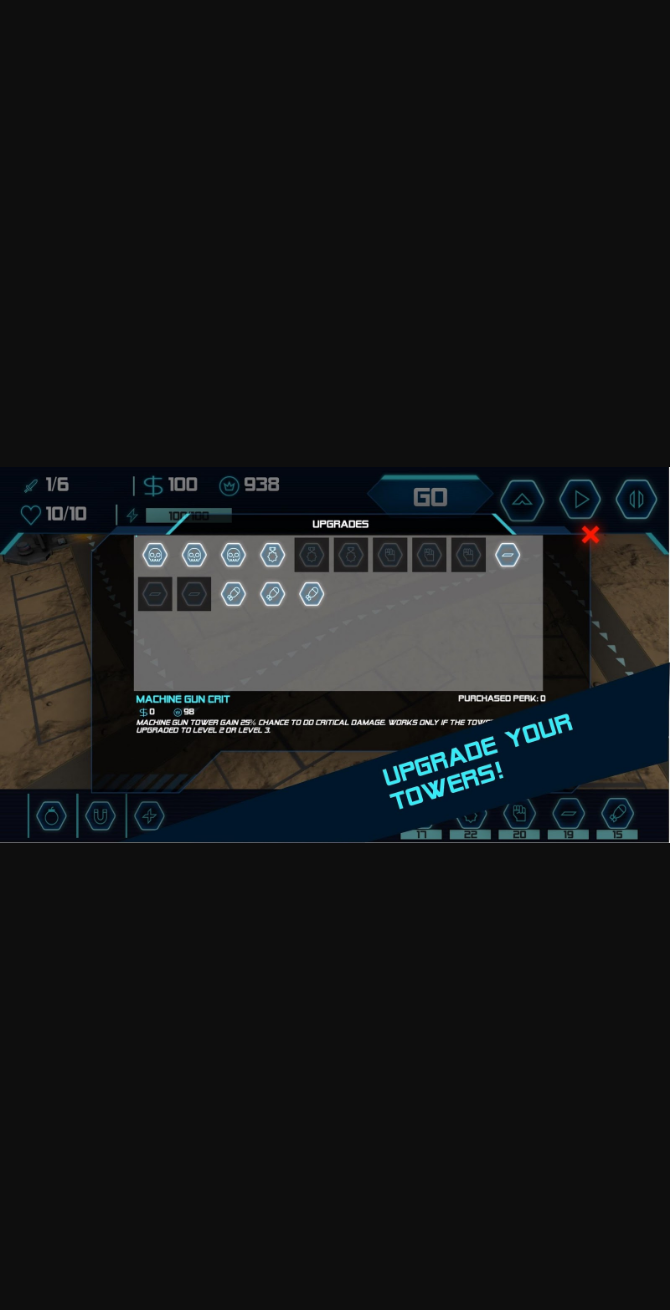 1/6
$ 100
938
GO
10/10
100/100
UPGRADES
MACHINE GUN CRIT
PURCHASED PERK: 0
$ 0
98
MACHINE GUN TOWER GAIN 25% CHANCE TO DO CRITICAL DAMAGE. WORKS ONLY IF THE
UPGRADED TO LEVEL 2 OR LEVEL 3.
UPGRADE YOUR
TOWERS!
17
22
20
19
15